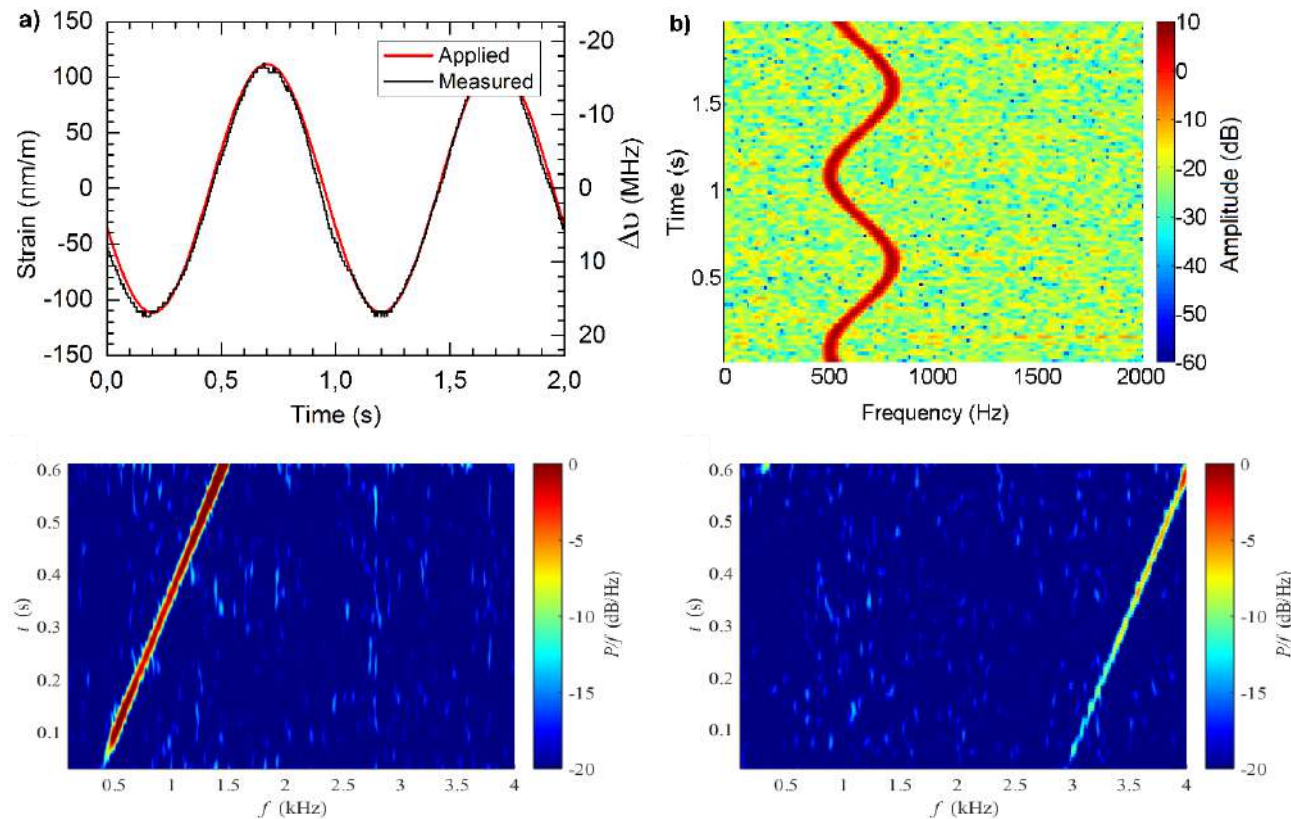 a)
150
100
50
0
-50
-100
-150
Strain (nm/m)
0,0 0,5 1,0 1,5 2,0
Time (s)
Applied
Measured
-20
-10
0
10
20
Δυ (MHz)
b)
1.5
1
0.5
Time (s)
0 500 1000 1500 2000
Frequency (Hz)
10
0
-10
-20
-30
-40
-50
-60
Amplitude (dB)
0.6
0.5
0.4
0.3
0.2
0.1
t (s)
0.5 1 1.5 2 2.5 3 3.5 4
f (kHz)
0
-5
-10
-15
-20
P/f (dB/Hz)
0.6
0.5
0.4
0.3
0.2
0.1
t (s)
0.5 1 1.5 2 2.5 3 3.5 4
f (kHz)
0
-5
-10
-15
-20
P/f (dB/Hz)